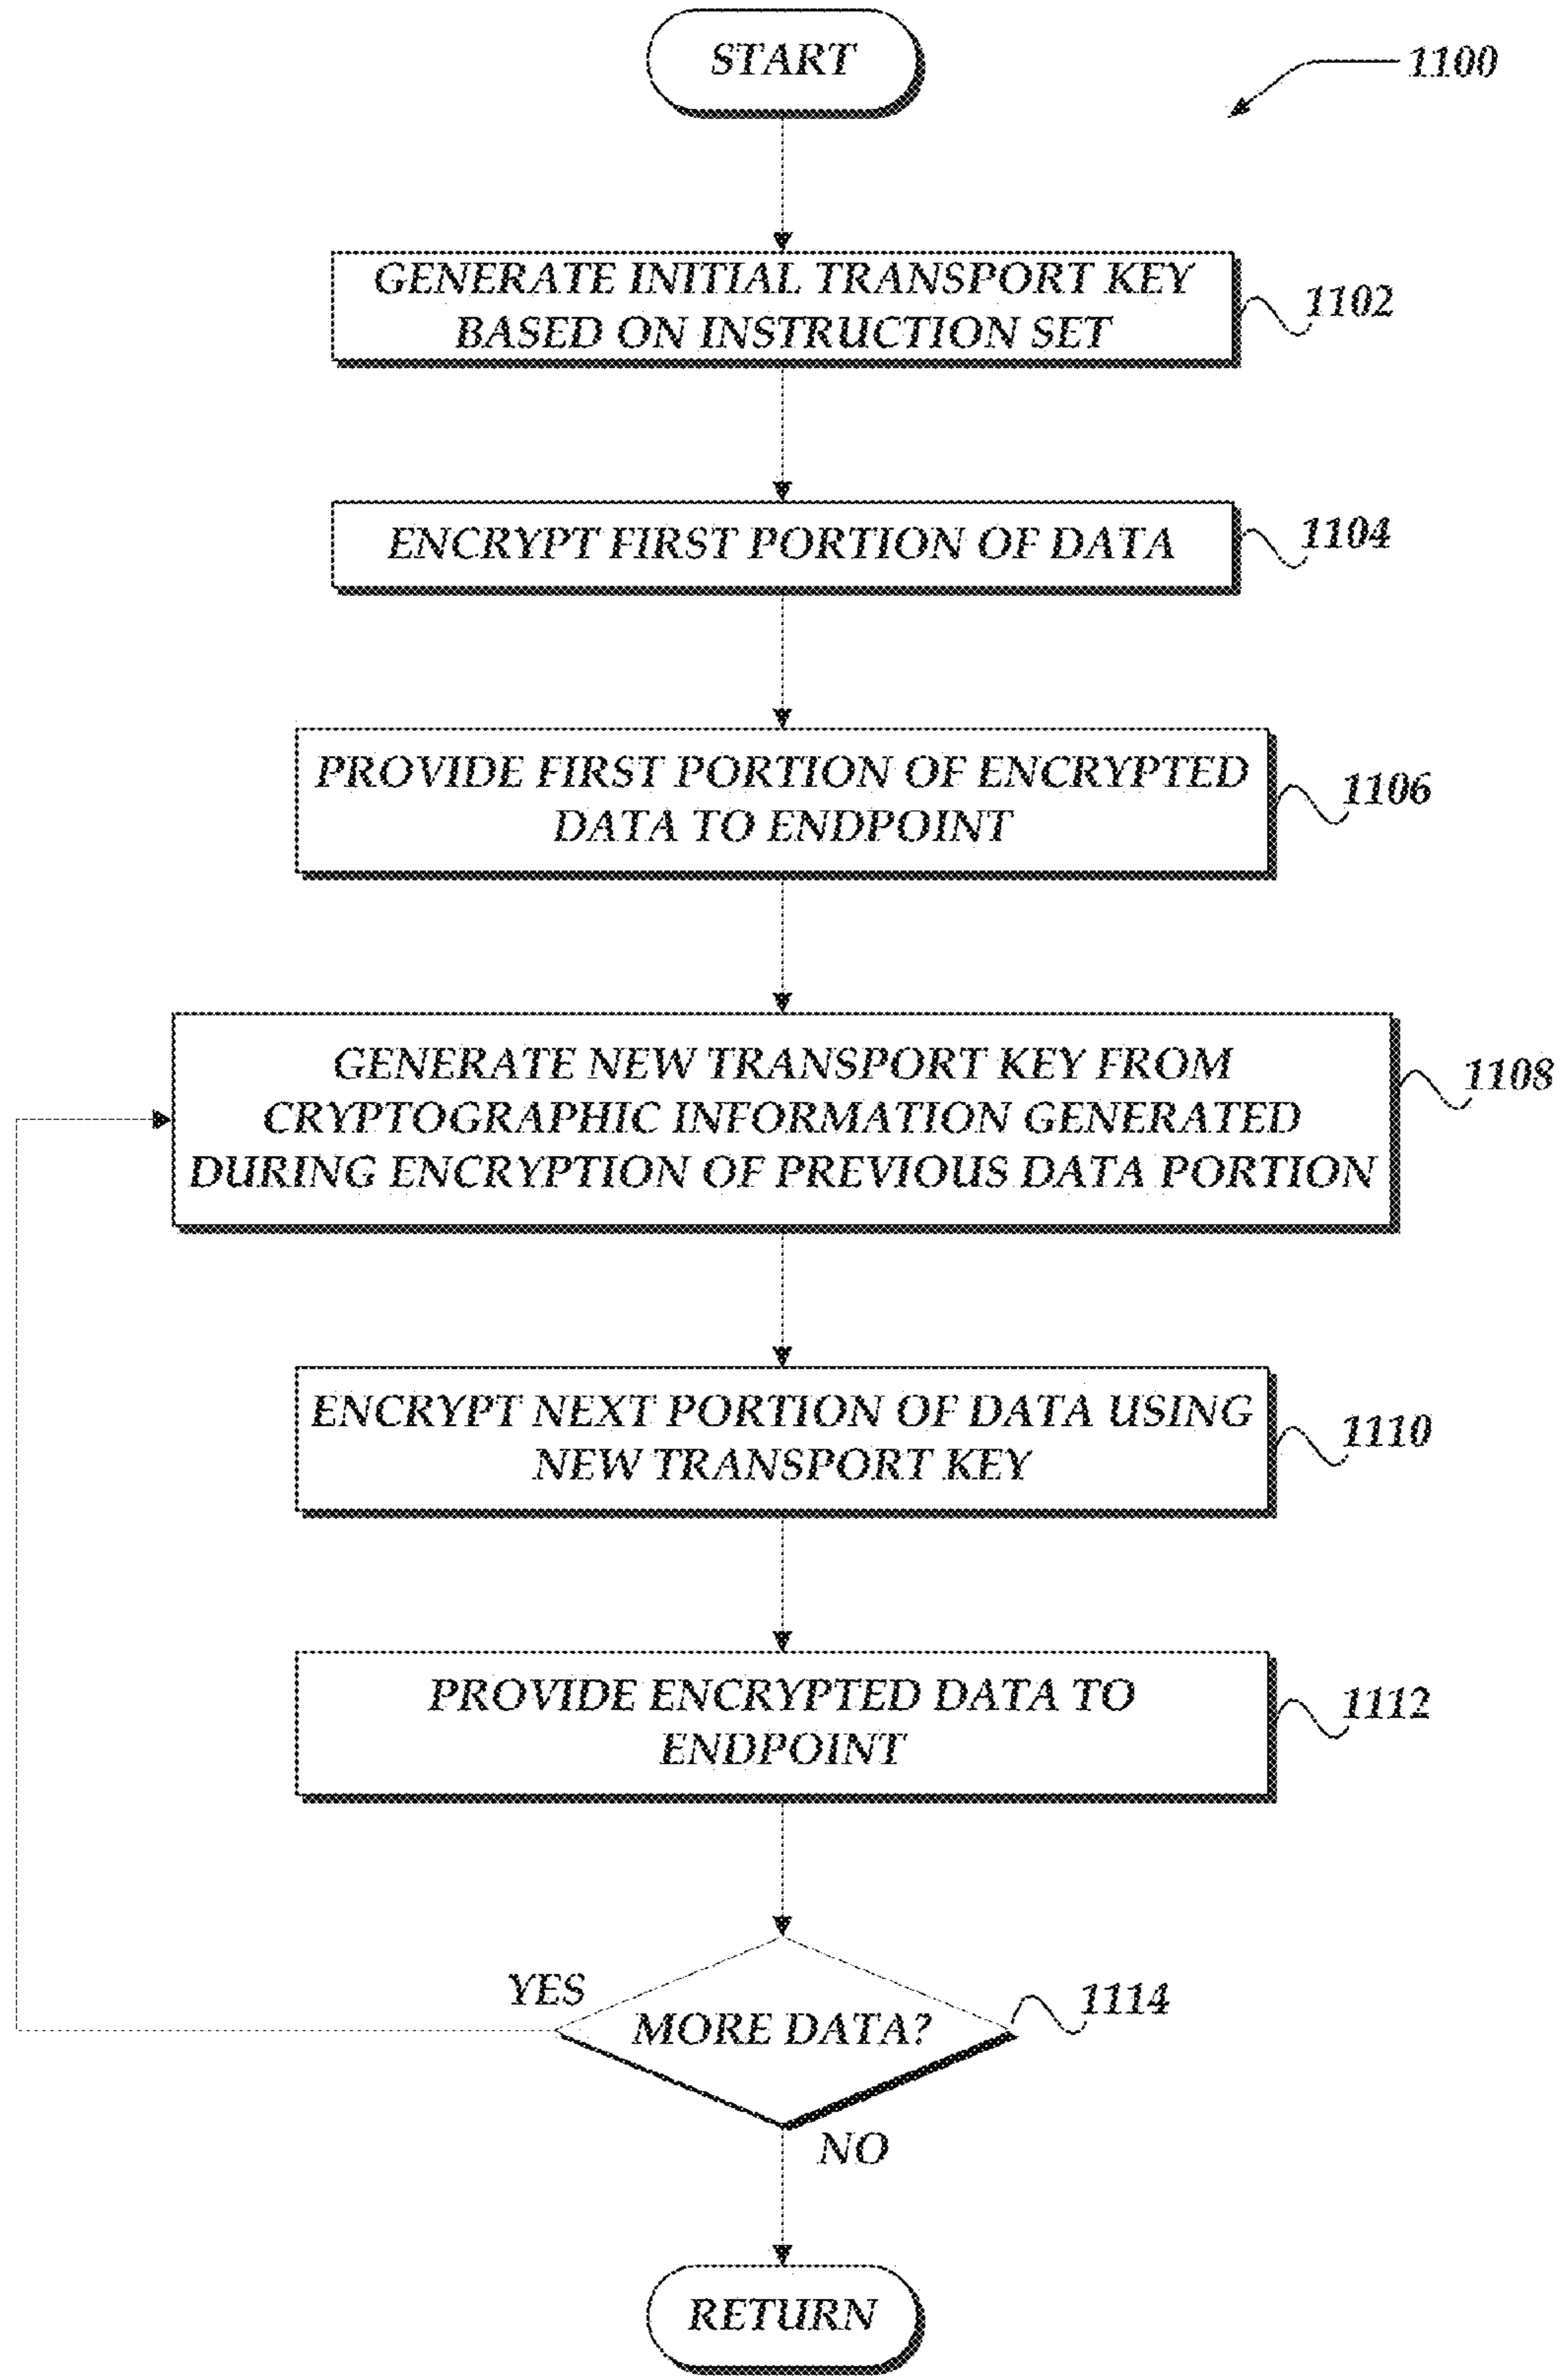 START
1100
GENERATE INITIAL TRANSPORT KEY
BASED ON INSTRUCTION SET
1102
ENCRYPT FIRST PORTION OF DATA
1104
PROVIDE FIRST PORTION OF ENCRYPTED
DATA TO ENDPOINT
1106
GENERATE NEW TRANSPORT KEY FROM
CRYPTOGRAPHIC INFORMATION GENERATED
DURING ENCRYPTION OF PREVIOUS DATA PORTION
1108
ENCRYPT NEXT PORTION OF DATA USING
NEW TRANSPORT KEY
1110
PROVIDE ENCRYPTED DATA TO
ENDPOINT
1112
YES
MORE DATA?
1114
NO
RETURN